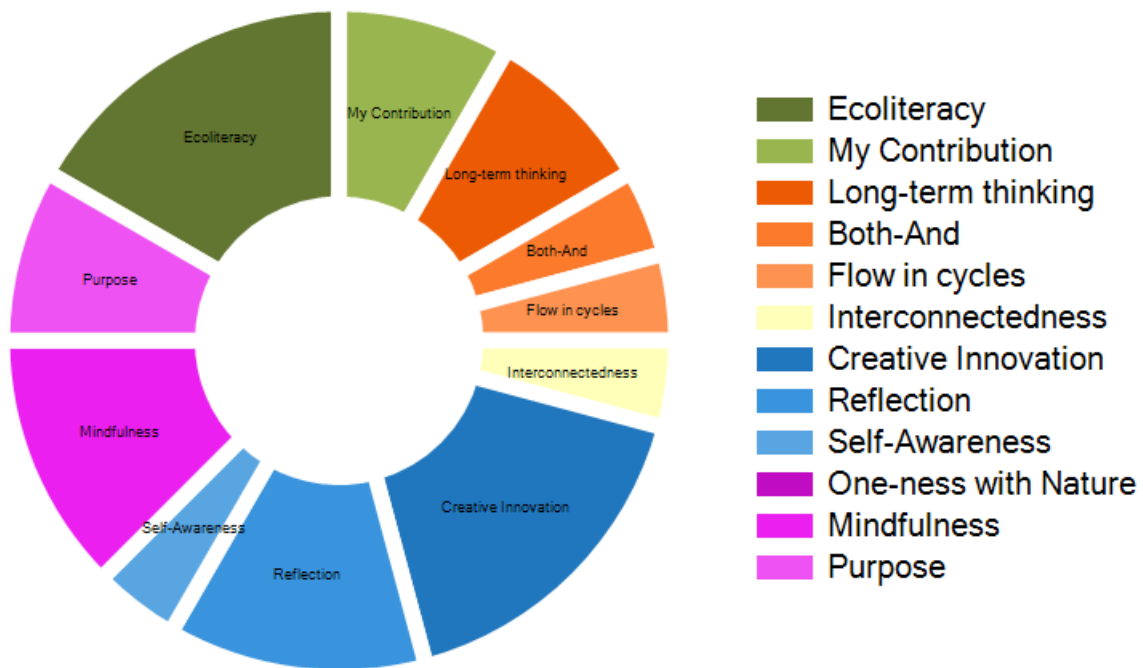 My Contribution
Ecoliteracy
Long-term thinking
Both-And
Purpose
Flow in cycles
Interconnectedness
Mindfulness
Creative Innovation
Self-Awareness
Reflection
Ecoliteracy
My Contribution
Long-term thinking
Both-And
Flow in cycles
Interconnectedness
Creative Innovation
Reflection
Self-Awareness
One-ness with Nature
Mindfulness
Purpose